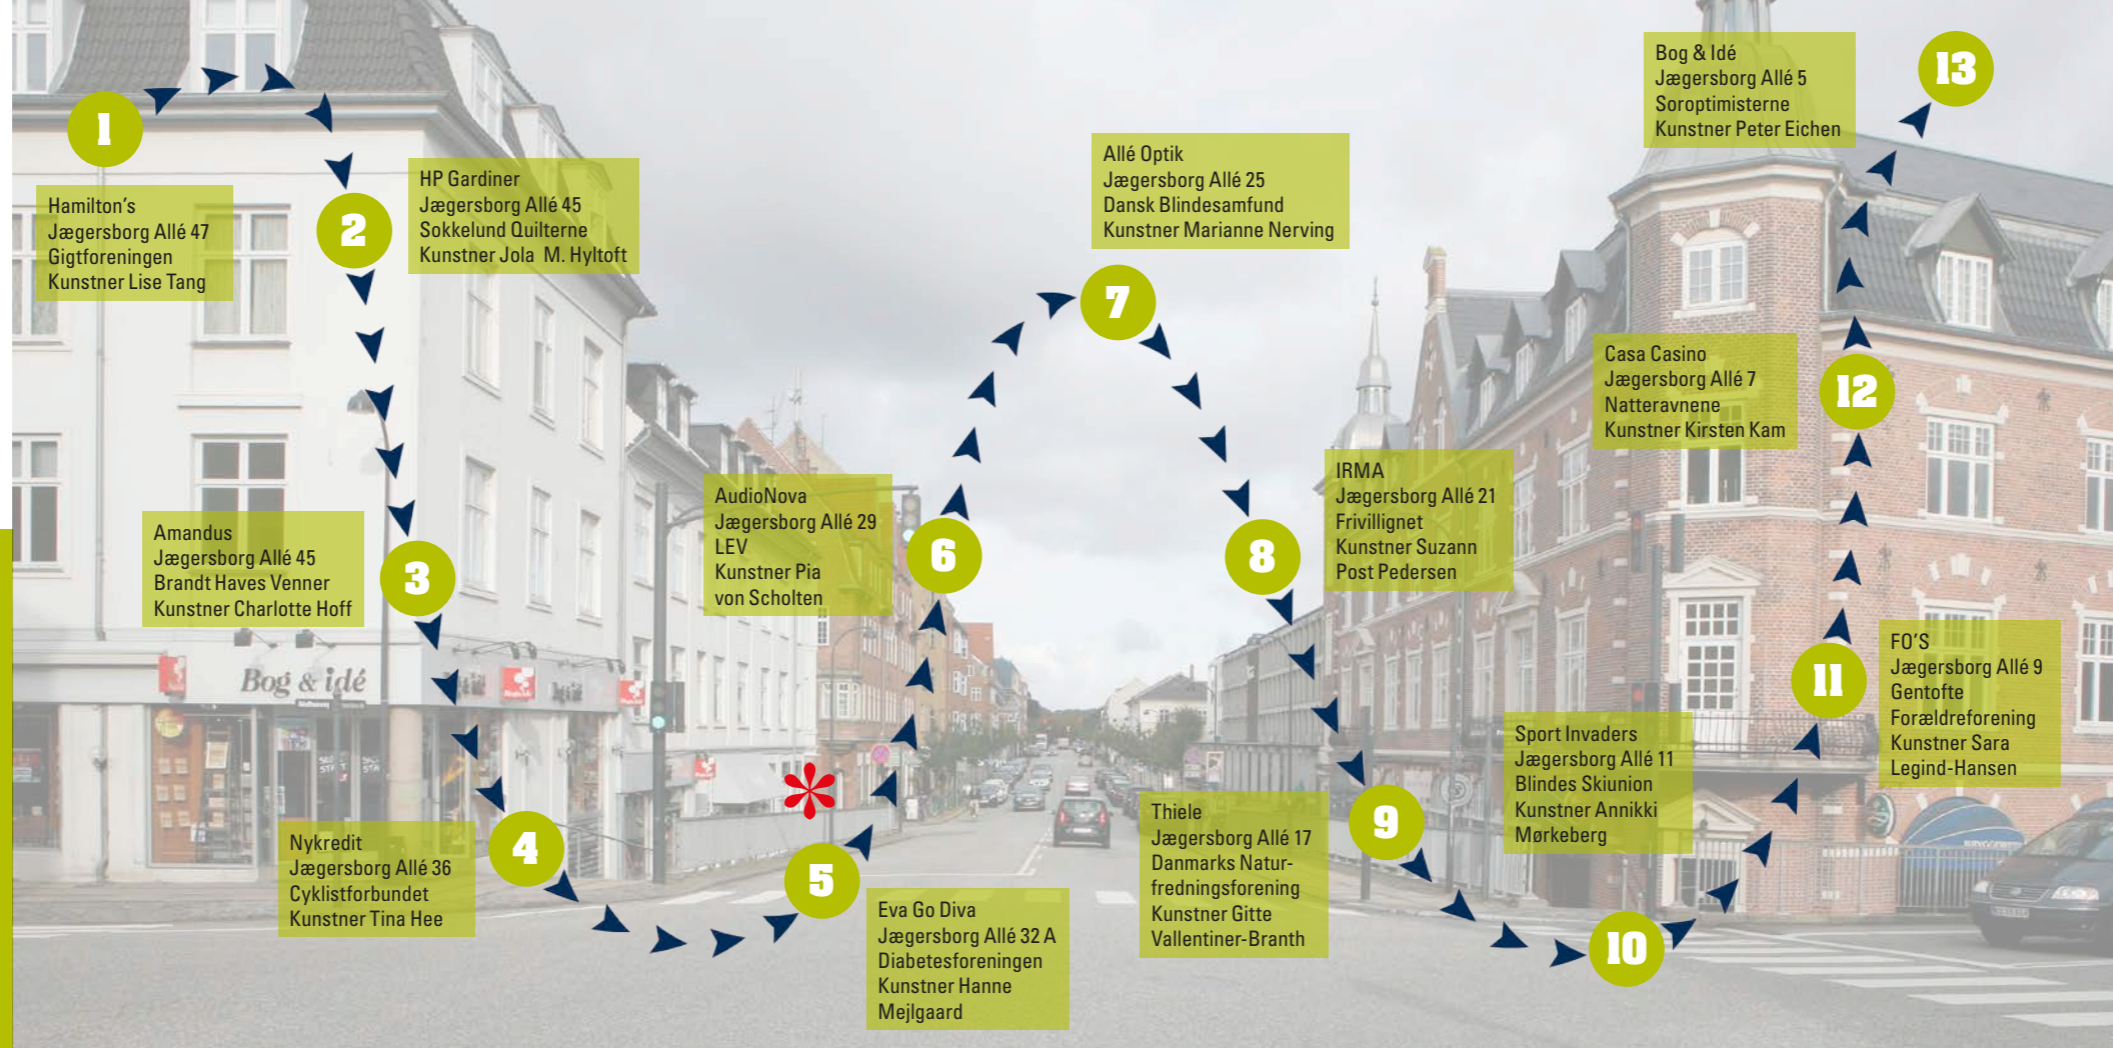 1
Hamilton's
Jægersborg Allé 47
Gigtforeningen
Kunstner Lise Tang
2
HP Gardiner
Jægersborg Allé 45
Sokkelund Quilterne
Kunstner Jola M. Hyltoft
3
Amandus
Jægersborg Allé 45
Brandt Haves Venner
Kunstner Charlotte Hoff
Bog & idé
4
Nykredit
Jægersborg Allé 36
Cyklistforbundet
Kunstner Tina Hee
*
5
Eva Go Diva
Jægersborg Allé 32 A
Diabetesforeningen
Kunstner Hanne
Mejlgaard
6
AudioNova
Jægersborg Allé 29
LEV
Kunstner Pia
von Scholten
7
Allé Optik
Jægersborg Allé 25
Dansk Blindesamfund
Kunstner Marianne Nerving
8
IRMA
Jægersborg Allé 21
Frivillignet
Kunstner Suzann
Post Pedersen
9
Thiele
Jægersborg Allé 17
Danmarks Natur-
fredningsforening
Kunstner Gitte
Vallentiner-Branth
10
Sport Invaders
Jægersborg Allé 11
Blindes Skiunion
Kunstner Annikki
Mørkeberg
11
FO'S
Jægersborg Allé 9
Gentofte
Forældreforening
Kunstner Sara
Legind-Hansen
12
Casa Casino
Jægersborg Allé 7
Natteravnene
Kunstner Kirsten Kam
13
Bog & Idé
Jægersborg Allé 5
Soroptimisterne
Kunstner Peter Eichen